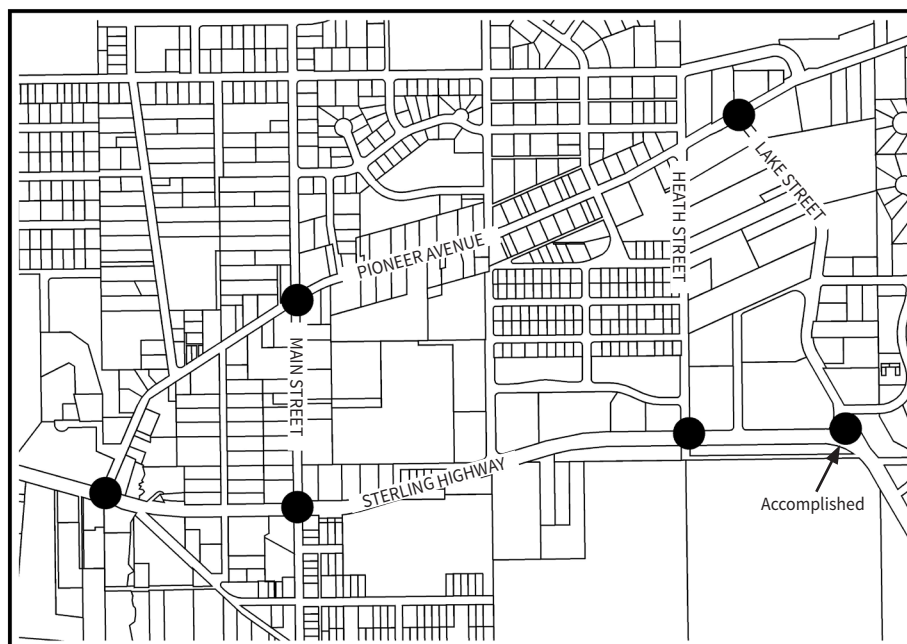 LAKE STREET
HEATH STREET
PIONEER AVENUE
MAIN STREET
STERLING HIGHWAY
Accomplished